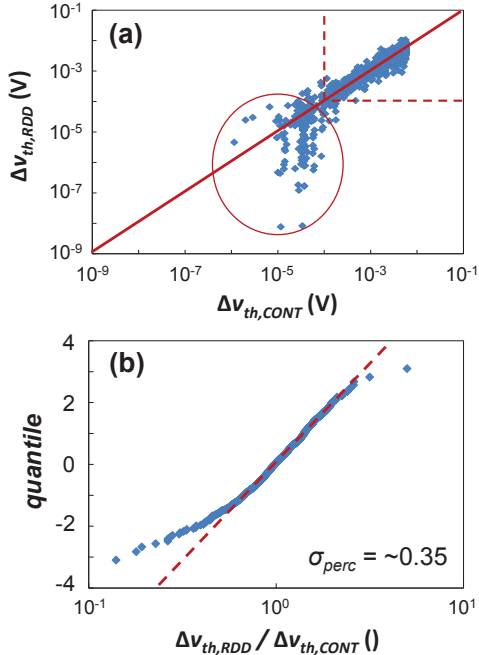 (a)
10^-1
10^-3
10^-5
10^-7
10^-9
Δv_th,RDD (V)
10^-9 10^-7 10^-5 10^-3 10^-1
Δv_th,CONT (V)
(b)
4
2
0
-2
-4
quantile
σ_perc = ~0.35
10^-1 10^0 10^1
Δv_th,RDD / Δv_th,CONT ()